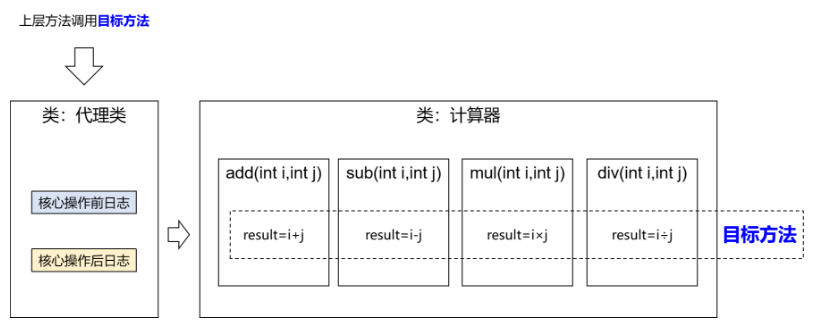 上层方法调用目标方法
类：代理类
核心操作前日志
核心操作后日志
类：计算器
add(int i,int j)
sub(int i,int j)
mul(int i,int j)
div(int i,int j)
result=i+j
result=i-j
result=i×j
result=i÷j
目标方法